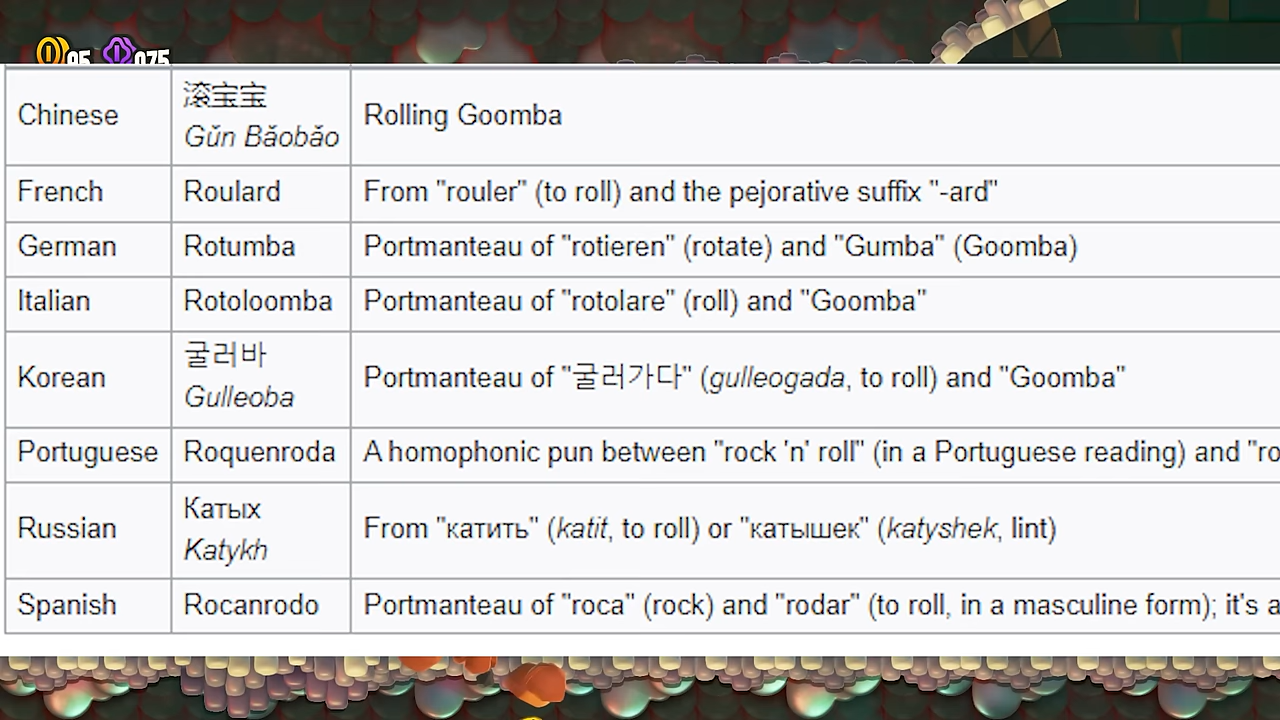 95 075
Chinese
滚宝宝
Gǔn Bǎobǎo
Rolling Goomba
French
Roulard
From "rouler" (to roll) and the pejorative suffix "-ard"
German
Rotumba
Portmanteau of "rotieren" (rotate) and "Gumba" (Goomba)
Italian
Rotoloomba
Portmanteau of "rotolare" (roll) and "Goomba"
Korean
굴러바
Gulleoba
Portmanteau of "굴러가다" (gulleogada, to roll) and "Goomba"
Portuguese
Roquenroda
A homophonic pun between "rock 'n' roll" (in a Portuguese reading) and "ro
Russian
Катых
Katykh
From "катить" (katit, to roll) or "катышек" (katyshek, lint)
Spanish
Rocanrodo
Portmanteau of "roca" (rock) and "rodar" (to roll, in a masculine form); it's a